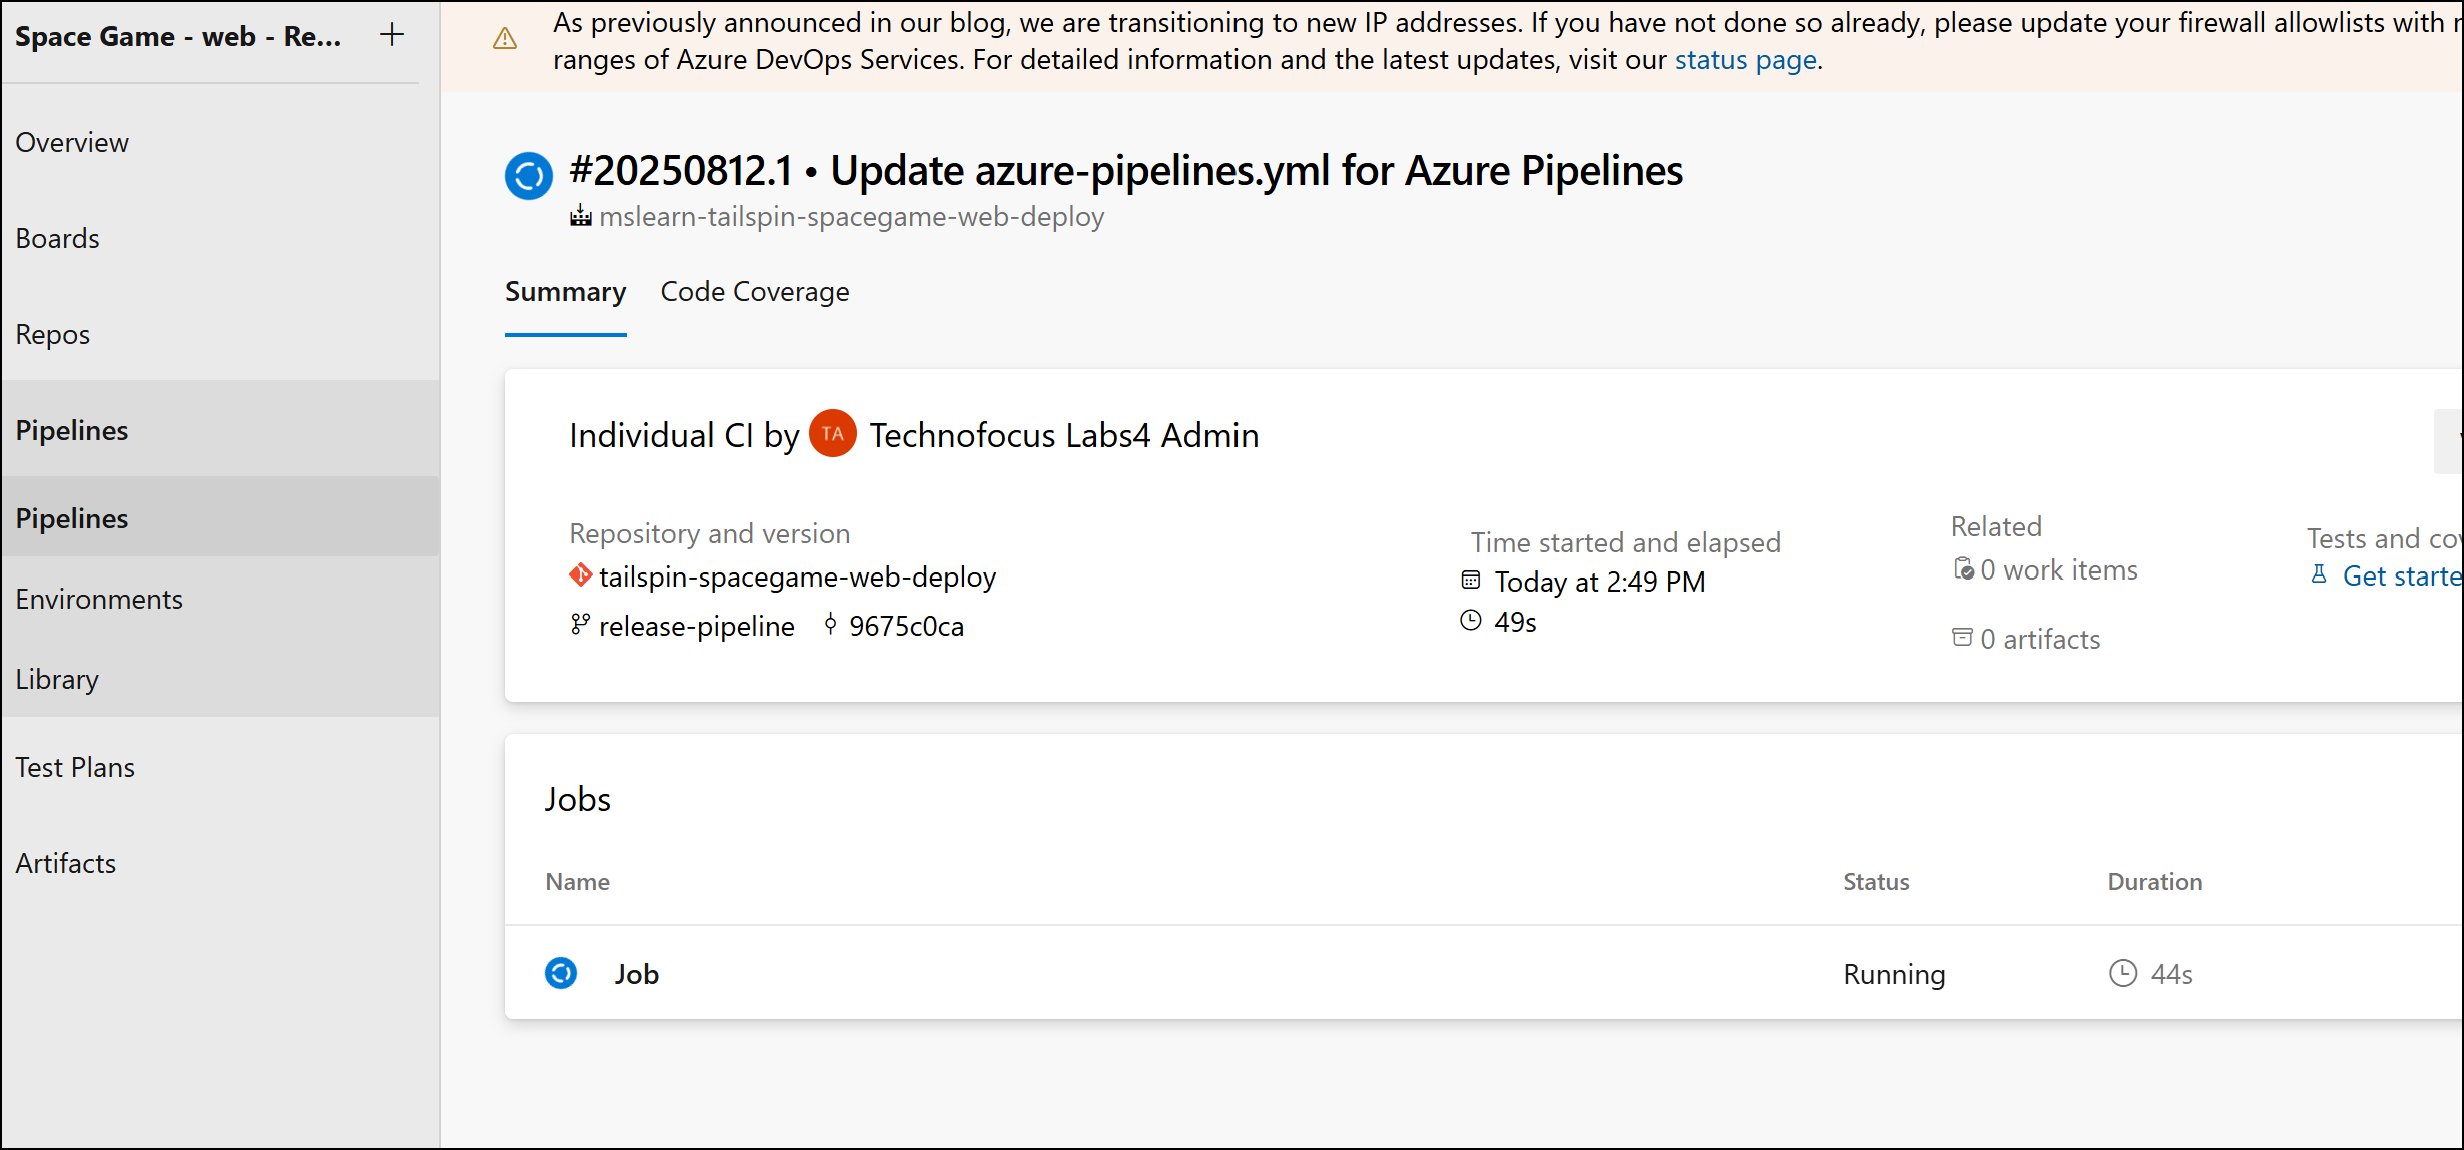 Space Game - web - Re...
Overview
Boards
Repos
Pipelines
Pipelines
Environments
Library
Test Plans
Artifacts
As previously announced in our blog, we are transitioning to new IP addresses. If you have not done so already, please update your firewall allowlists with
ranges of Azure DevOps Services. For detailed information and the latest updates, visit our status page.
#20250812.1 • Update azure-pipelines.yml for Azure Pipelines
mslearn-tailspin-spacegame-web-deploy
Summary Code Coverage
Individual CI by TA Technofocus Labs4 Admin
Repository and version
tailspin-spacegame-web-deploy
release-pipeline 9675c0ca
Time started and elapsed
Today at 2:49 PM
49s
Related
0 work items
0 artifacts
Tests and
Get starte
Jobs
Name Status Duration
Job Running 44s